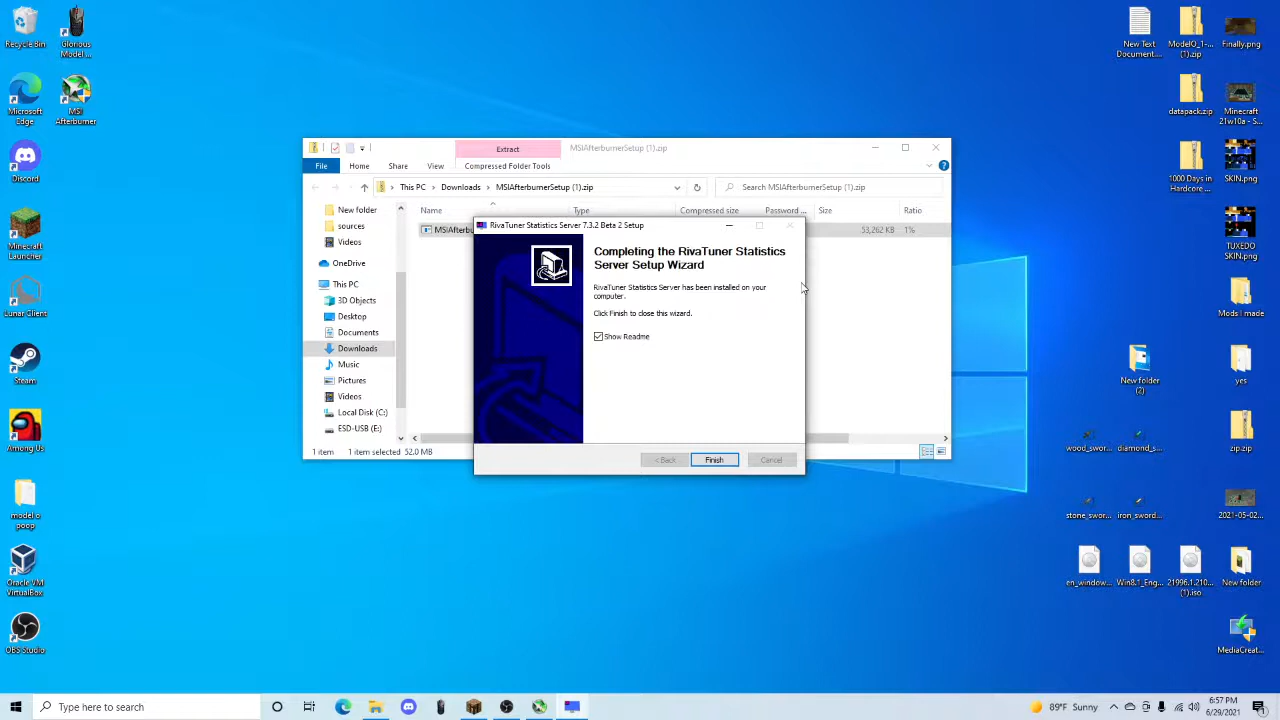 Recycle Bin
Glorious
Model ...
Microsoft
Edge
MSI
Afterburner
Discord
Minecraft
Launcher
Lunar Client
Steam
Among Us
model o
poop
Oracle VM
VirtualBox
OBS Studio
Extract
MSIAfterburnerSetup (1).zip
File
Home
Share
View
Compressed Folder Tools
This PC
Downloads
MSIAfterburnerSetup (1).zip
Search MSIAfterburnerSetup (1).zip
Name
Type
Compressed size
Password ...
Size
Ratio
New folder
sources
Videos
OneDrive
This PC
3D Objects
Desktop
Documents
Downloads
Music
Pictures
Videos
Local Disk (C:)
ESD-USB (E:)
MSIAfterbu
53,262 KB
1%
1 item
1 item selected 52.0 MB
RivaTuner Statistics Server 7.3.2 Beta 2 Setup
Completing the RivaTuner Statistics
Server Setup Wizard
RivaTuner Statistics Server has been installed on your
computer.
Click Finish to close this wizard.
Show Readme
< Back
Finish
Cancel
New Text
Document....
ModelO_1-...
(1).zip
Finally.png
datapack.zip
Minecraft
21w10a - S...
1000 Days in
Hardcore ...
SKIN.png
TUXEDO
SKIN.png
Mods I made
New folder
(2)
yes
wood_swor...
diamond_s...
zip.zip
stone_swor...
iron_sword...
2021-05-02...
en_window...
Win8.1_Eng...
21996.1.210...
(1).iso
New folder
MediaCreat...
Type here to search
89°F Sunny
6:57 PM
6/29/2021
1